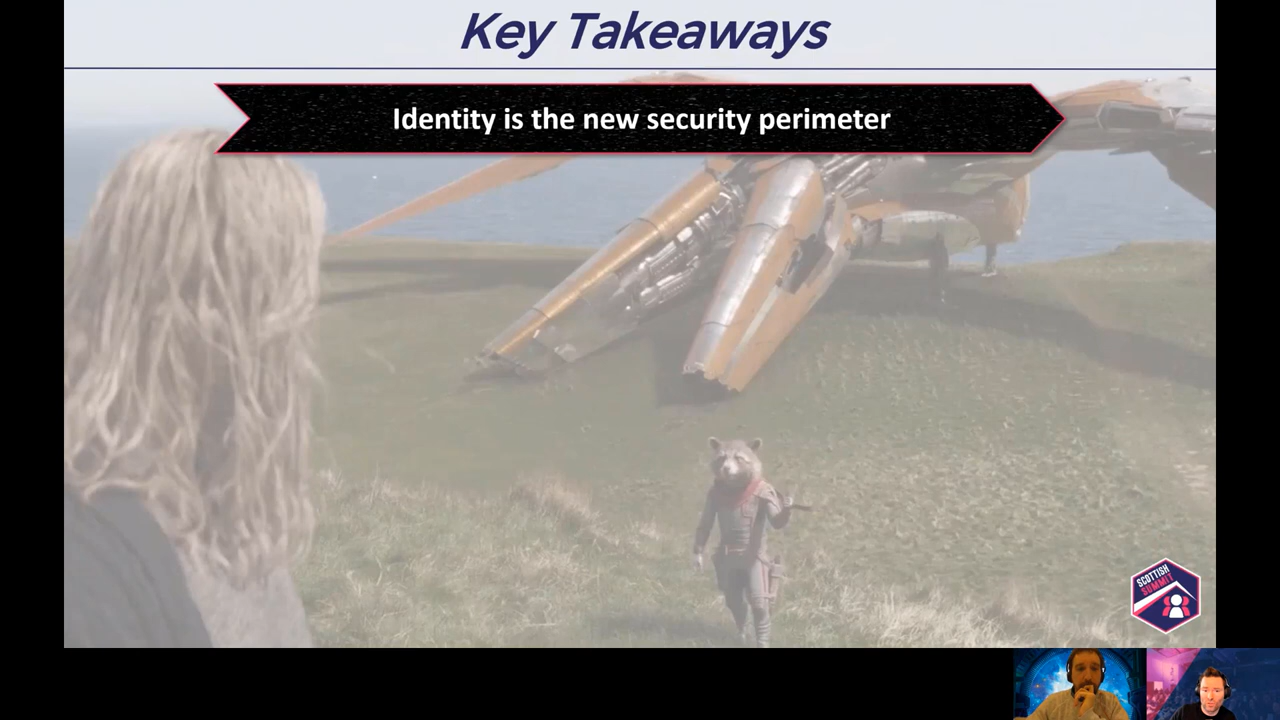 Key Takeaways
Identity is the new security perimeter
SCOTTISH
SUMMIT